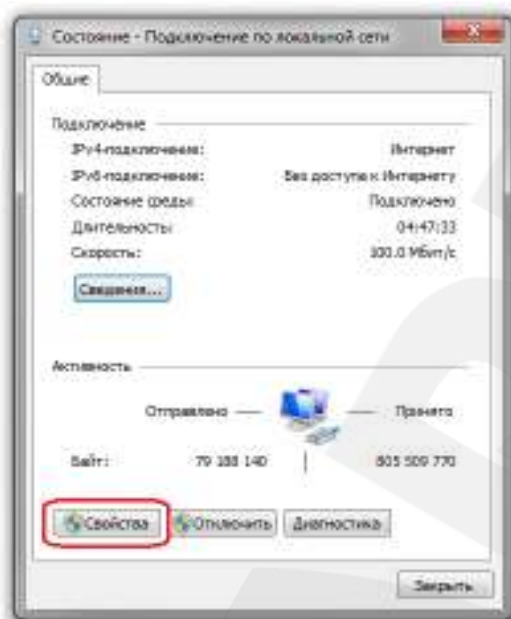 Состояние - Подключение по локальной сети
Общие
Подключение
IPv4-подключение: Интернет
IPv6-подключение: Без доступа к Интернету
Состояние среды: Подключено
Длительность: 04:47:33
Скорость: 100.0 Мбит/с
Сведения...
Активность
Отправлено — — Принято
Байт: 79 188 140 | 805 509 770
Свойства Отключить Диагностика
Закрыть